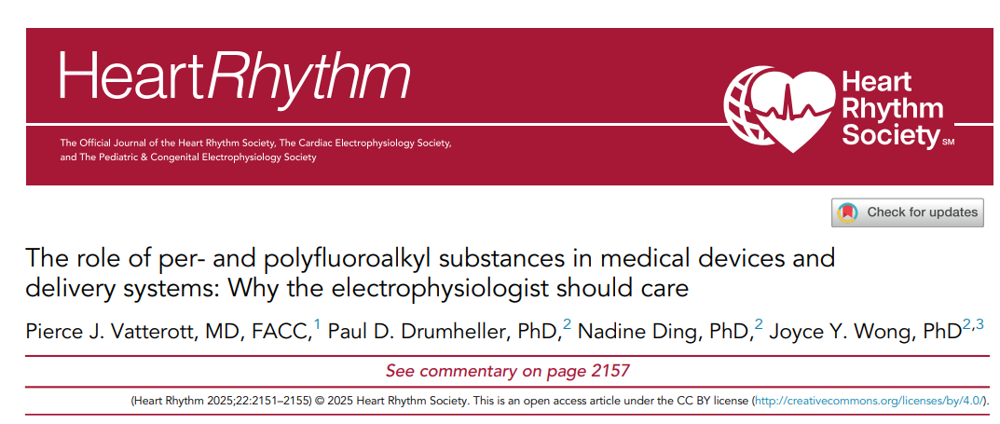 HeartRhythm
Heart
Rhythm
Society SM
The Official Journal of the Heart Rhythm Society, The Cardiac Electrophysiology Society,
and The Pediatric & Congenital Electrophysiology Society
Check for updates
The role of per- and polyfluoroalkyl substances in medical devices and
delivery systems: Why the electrophysiologist should care
Pierce J. Vatterott, MD, FACC,1 Paul D. Drumheller, PhD,2 Nadine Ding, PhD,2 Joyce Y. Wong, PhD2,3
See commentary on page 2157
(Heart Rhythm 2025;22:2151–2155) © 2025 Heart Rhythm Society. This is an open access article under the CC BY license (http://creativecommons.org/licenses/by/4.0/).